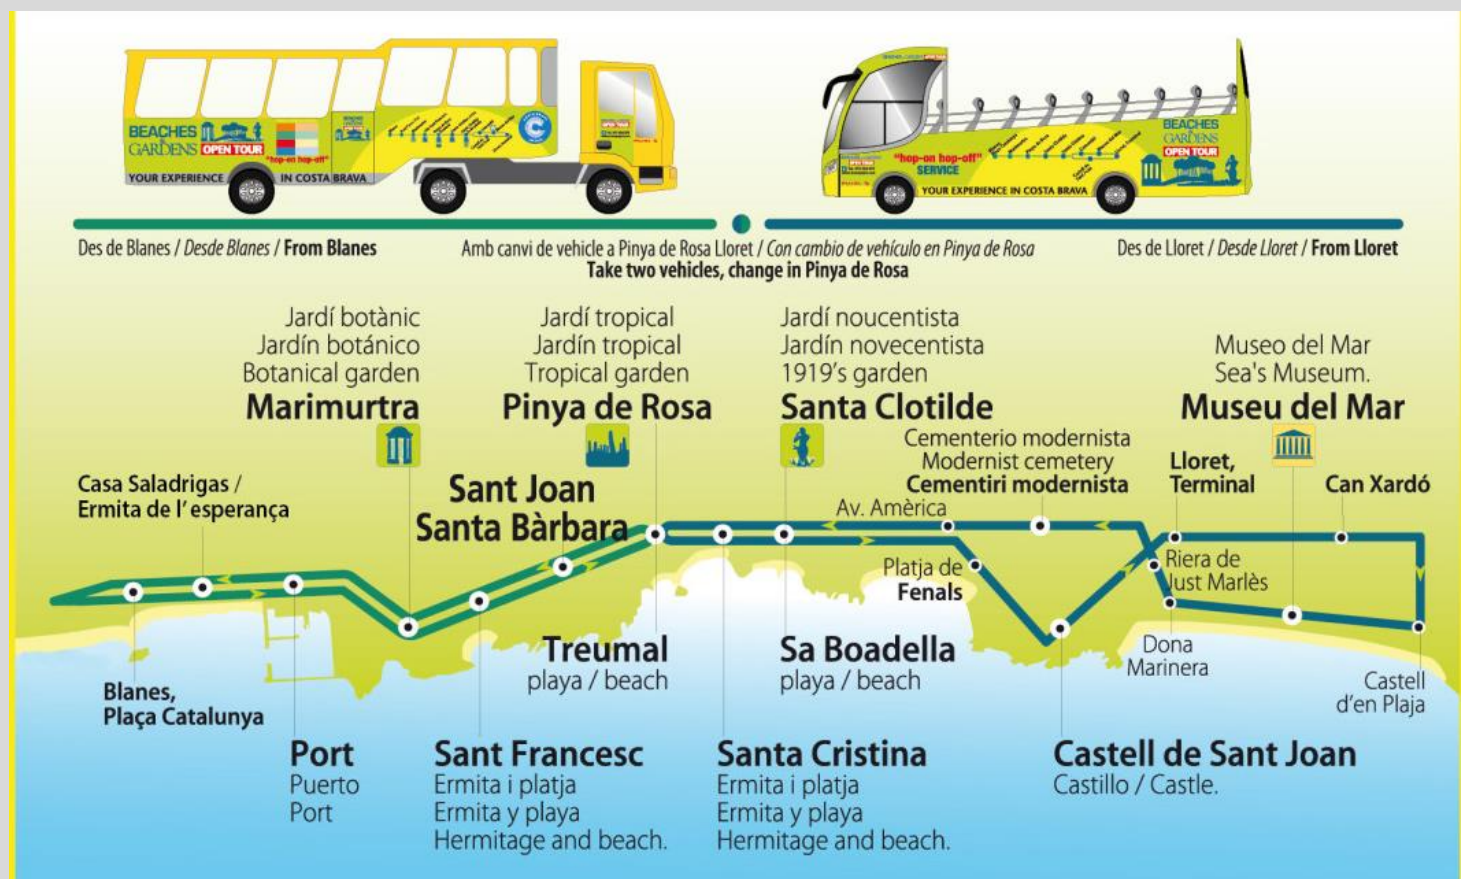 BEACHES
&
GARDENS OPEN TOUR
"hop-on hop-off"
YOUR EXPERIENCE IN COSTA BRAVA
"hop-on hop-off"
SERVICE
YOUR EXPERIENCE IN COSTA BRAVA
BEACHES
GARDENS
OPEN TOUR
Des de Blanes / Desde Blanes / From Blanes
Amb canvi de vehicle a Pinya de Rosa Lloret / Con cambio de vehículo en Pinya de Rosa
Take two vehicles, change in Pinya de Rosa
Des de Lloret / Desde Lloret / From Lloret
Jardí botànic
Jardín botánico
Botanical garden
Marimurtra
Jardí tropical
Jardín tropical
Tropical garden
Pinya de Rosa
Jardí noucentista
Jardín novecentista
1919's garden
Santa Clotilde
Museo del Mar
Sea's Museum.
Museu del Mar
Cementerio modernista
Modernist cemetery
Cementiri modernista
Lloret,
Terminal
Can Xardó
Casa Saladrigas /
Ermita de l'esperança
Sant Joan
Santa Bàrbara
Av. Amèrica
Platja de
Fenals
Riera de
Just Marlès
Dona
Marinera
Castell
d'en Plaja
Treumal
playa / beach
Sa Boadella
playa / beach
Blanes,
Plaça Catalunya
Port
Puerto
Port
Sant Francesc
Ermita i platja
Ermita y playa
Hermitage and beach.
Santa Cristina
Ermita i platja
Ermita y playa
Hermitage and beach.
Castell de Sant Joan
Castillo / Castle.